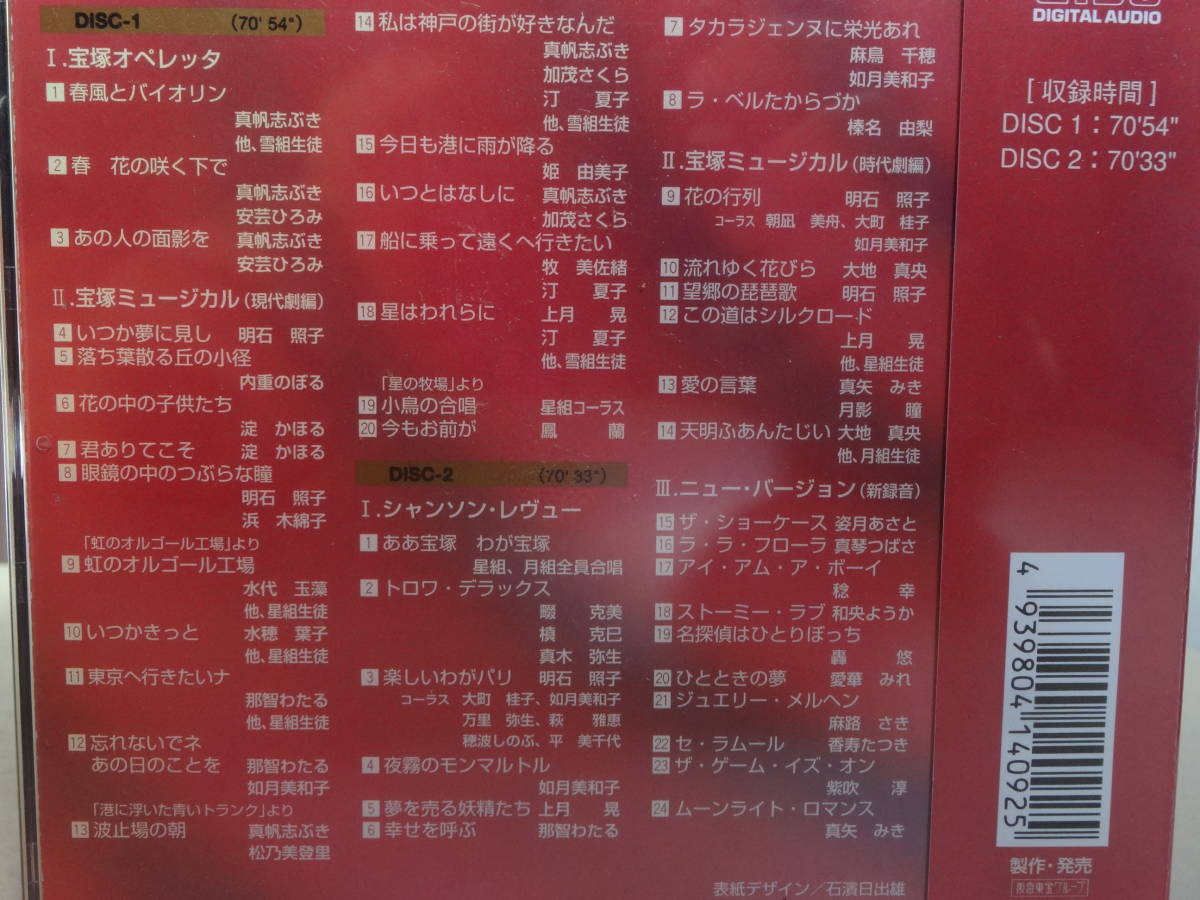 DISC-1 (70' 54")
I.宝塚オペレッタ
1 春風とバイオリン
真帆志ぶき
他、雪組生徒
2 春 花の咲く下で
真帆志ぶき
安芸ひろみ
3 あの人の面影を 真帆志ぶき
安芸ひろみ
II.宝塚ミュージカル(現代劇編)
4 いつか夢に見し 明石 照子
5 落ち葉散る丘の小径
内重のぼる
6 花の中の子供たち
淀 かほる
7 君ありてこそ 淀 かほる
8 眼鏡の中のつぶらな瞳
明石 照子
浜 木綿子
「虹のオルゴール工場」より
9 虹のオルゴール工場
水代 玉藻
他、星組生徒
10 いつかきっと 水穂 葉子
他、星組生徒
11 東京へ行きたいナ
那智わたる
他、星組生徒
12 忘れないでネ
あの日のことを 那智わたる
如月美和子
「港に浮いた青いトランク」より
13 波止場の朝 真帆志ぶき
松乃美登里
14 私は神戸の街が好きなんだ
真帆志ぶき
加茂さくら
汀 夏子
他、雪組生徒
15 今日も港に雨が降る
姫 由美子
16 いつとはなしに 真帆志ぶき
加茂さくら
17 船に乗って遠くへ行きたい
牧 美佐緒
汀 夏子
18 星はわれらに 上月 晃
汀 夏子
他、雪組生徒
「星の牧場」より
19 小鳥の合唱 星組コーラス
20 今もお前が 鳳 蘭
DISC-2 (70' 33")
I.シャンソン・レヴュー
1 ああ宝塚 わが宝塚
星組、月組全員合唱
2 トロワ・デラックス
畷 克美
槙 克巳
真木 弥生
3 楽しいわがパリ 明石 照子
コーラス 大町 桂子、如月美和子
万里 弥生、萩 雅恵
穂波しのぶ、平 美千代
4 夜霧のモンマルトル
如月美和子
5 夢を売る妖精たち 上月 晃
6 幸せを呼ぶ 那智わたる
7 タカラジェンヌに栄光あれ
麻鳥 千穂
如月美和子
8 ラ・ベルたからづか
榛名 由梨
II.宝塚ミュージカル(時代劇編)
9 花の行列 明石 照子
コーラス 朝凪 美舟、大町 桂子
如月美和子
10 流れゆく花びら 大地 真央
11 望郷の琵琶歌 明石 照子
12 この道はシルクロード
上月 晃
他、星組生徒
13 愛の言葉 真矢 みき
月影 瞳
14 天明ふぁんたじい 大地 真央
他、月組生徒
III.ニュー・バージョン(新録音)
15 ザ・ショーケース 姿月あさと
16 ラ・ラ・フローラ 真琴つばさ
17 アイ・アム・ア・ボーイ
稔 幸
18 ストーミー・ラブ 和央ようか
19 名探偵はひとりぼっち
轟 悠
20 ひとときの夢 愛華 みれ
21 ジュエリー・メルヘン
麻路 さき
22 セ・ラムール 香寿たつき
23 ザ・ゲーム・イズ・オン
紫吹 淳
24 ムーンライト・ロマンス
真矢 みき
表紙デザイン/石濱日出雄
DIGITAL AUDIO
[収録時間]
DISC 1:70'54"
DISC 2:70'33"
4 939804 140925
製作・発売
阪急東宝グループ